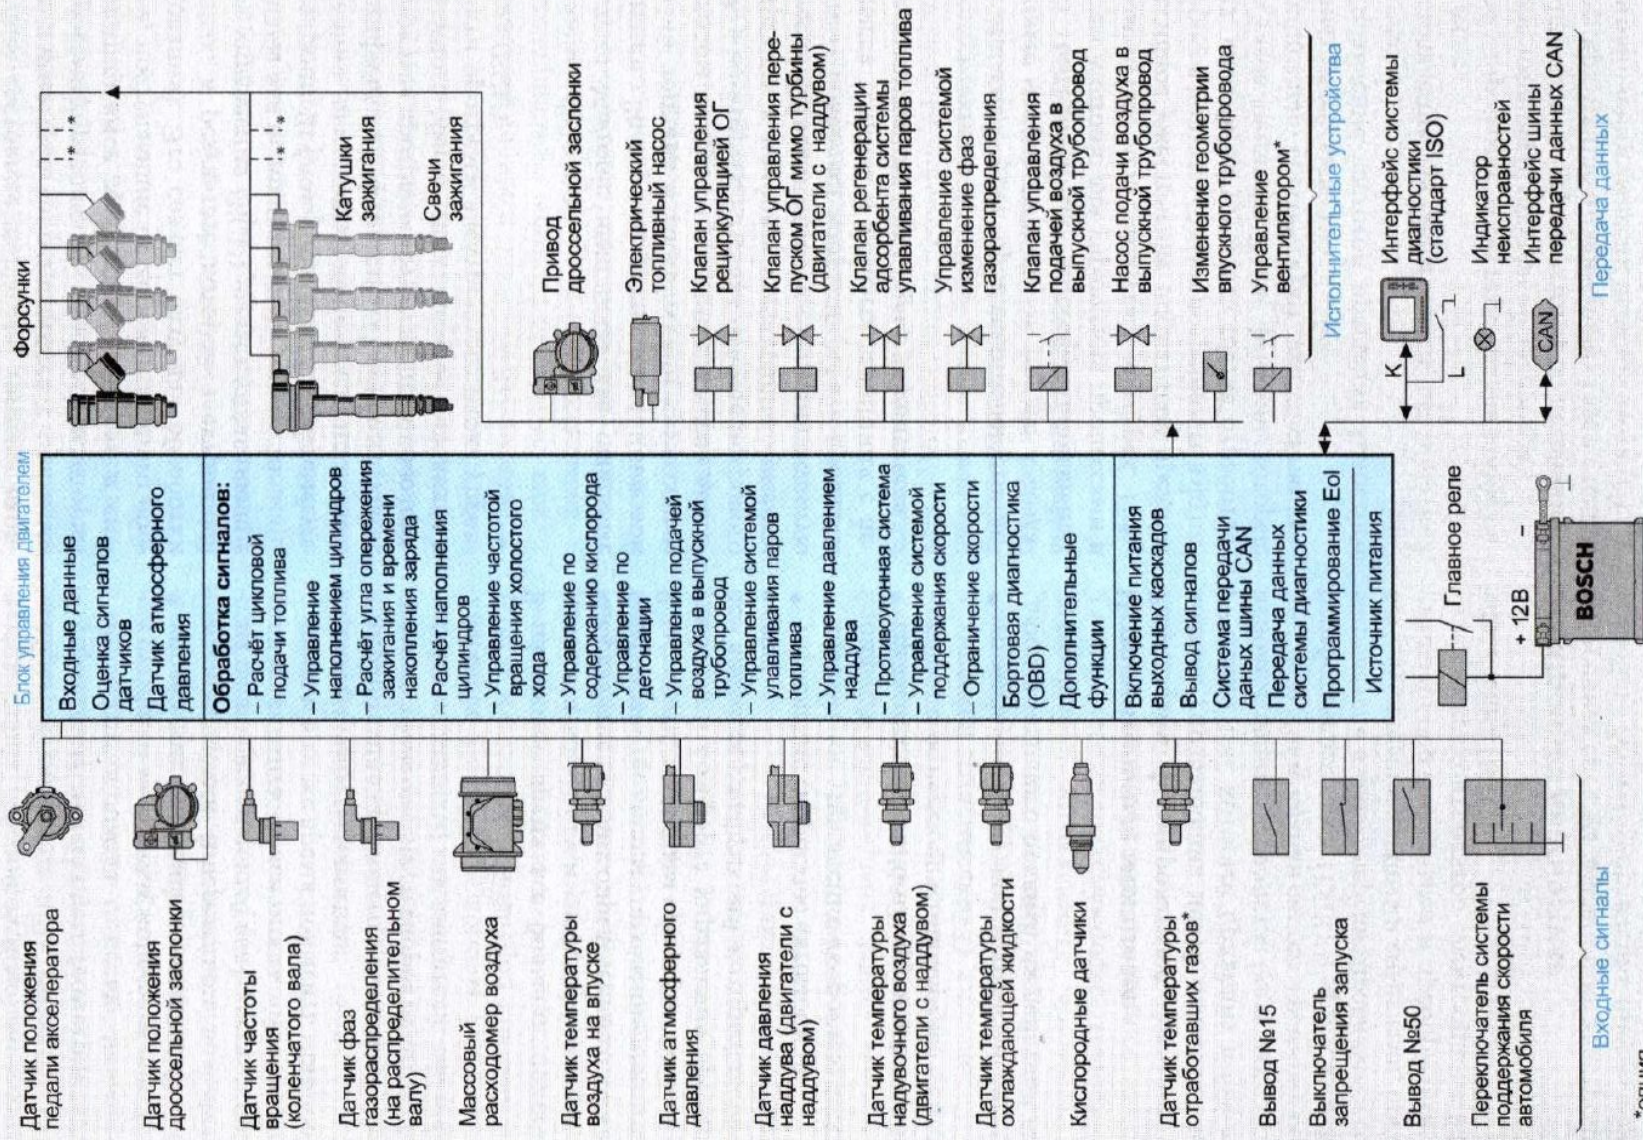 Датчик положения
педали акселератора
Датчик положения
дроссельной заслонки
Датчик частоты
вращения
(коленчатого вала)
Датчик фаз
газораспределения
(на распределительном
валу)
Массовый
расходомер воздуха
Датчик температуры
воздуха на впуске
Датчик атмосферного
давления
Датчик давления
наддува (двигатели с
наддувом)
Датчик температуры
надувочного воздуха
(двигатели с наддувом)
Датчик температуры
охлаждающей жидкости
Кислородные датчики
Датчик температуры
отработавших газов*
Вывод №15
Выключатель
запрещения запуска
Вывод №50
Переключатель системы
поддержания скорости
автомобиля
Входные сигналы
*опция
Блок управления двигателем
Входные данные
Оценка сигналов
датчиков
Датчик атмосферного
давления
Обработка сигналов:
– Расчёт цикловой
подачи топлива
– Управление
наполнением цилиндров
– Расчёт угла опережения
зажигания и времени
накопления заряда
– Расчёт наполнения
цилиндров
– Управление частотой
вращения холостого
хода
– Управление по
содержанию кислорода
– Управление по
детонации
– Управление подачей
воздуха в выпускной
трубопровод
– Управление системой
улавливания паров
топлива
– Управление давлением
наддува
– Противоугонная система
– Управление системой
поддержания скорости
– Ограничение скорости
Бортовая диагностика
(OBD)
Дополнительные
функции
Включение питания
выходных каскадов
Вывод сигналов
Система передачи
данных шины CAN
Передача данных
системы диагностики
Программирование Eol
Источник питания
Главное реле
+ 12В
–
BOSCH
Форсунки
* *
* *
Катушки
зажигания
Свечи
зажигания
Привод
дроссельной заслонки
Электрический
топливный насос
Клапан управления
рециркуляцией ОГ
Клапан управления пере-
пуском ОГ мимо турбины
(двигатели с наддувом)
Клапан регенерации
адсорбента системы
улавливания паров топлива
Управление системой
изменение фаз
газораспределения
Клапан управления
подачей воздуха в
выпускной трубопровод
Насос подачи воздуха в
выпускной трубопровод
Изменение геометрии
впускного трубопровода
Управление
вентилятором*
Исполнительные устройства
K
L
Интерфейс системы
диагностики
(стандарт ISO)
Индикатор
неисправностей
CAN
Интерфейс шины
передачи данных CAN
Передача данных